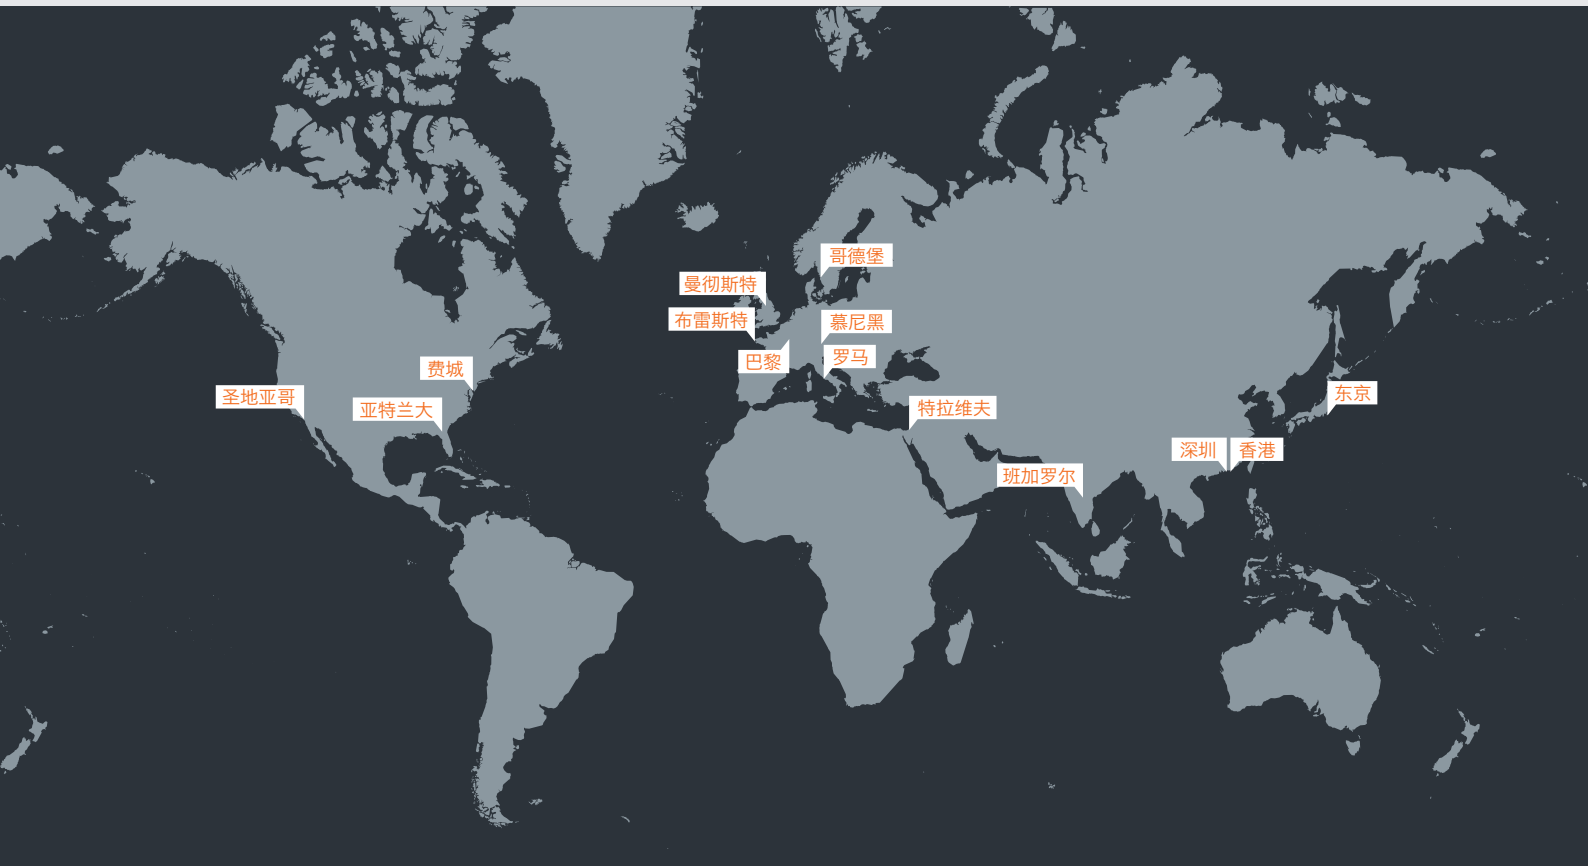 哥德堡
曼彻斯特
布雷斯特
慕尼黑
巴黎
罗马
费城
圣地亚哥
亚特兰大
特拉维夫
东京
深圳
香港
班加罗尔